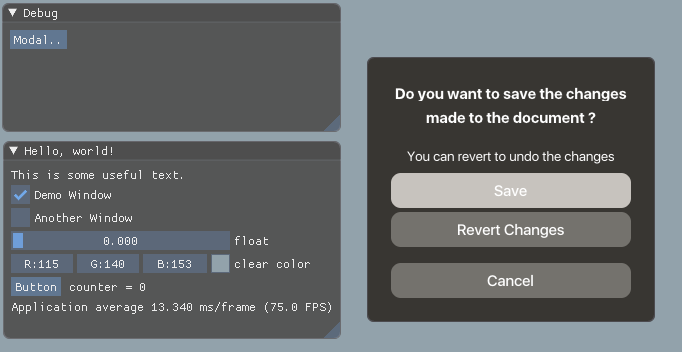 Debug
Modal..
Hello, world!
This is some useful text.
Demo Window
Another Window
0.000 float
R:115 G:140 B:153 clear color
Button counter = 0
Application average 13.340 ms/frame (75.0 FPS)
Do you want to save the changes
made to the document ?
You can revert to undo the changes
Save
Revert Changes
Cancel